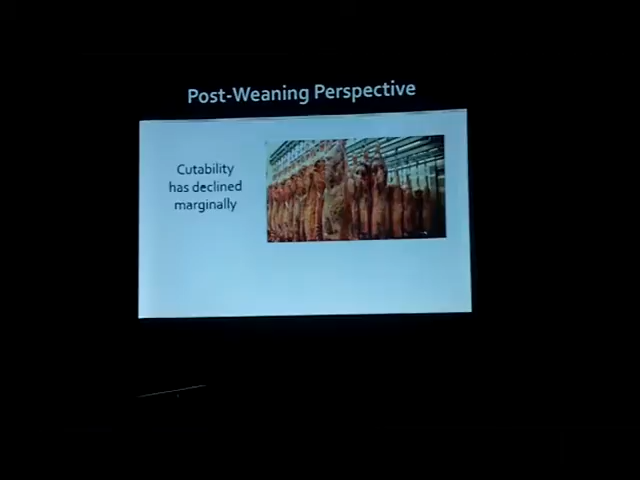 Post-Weaning Perspective
Cutability
has declined
marginally